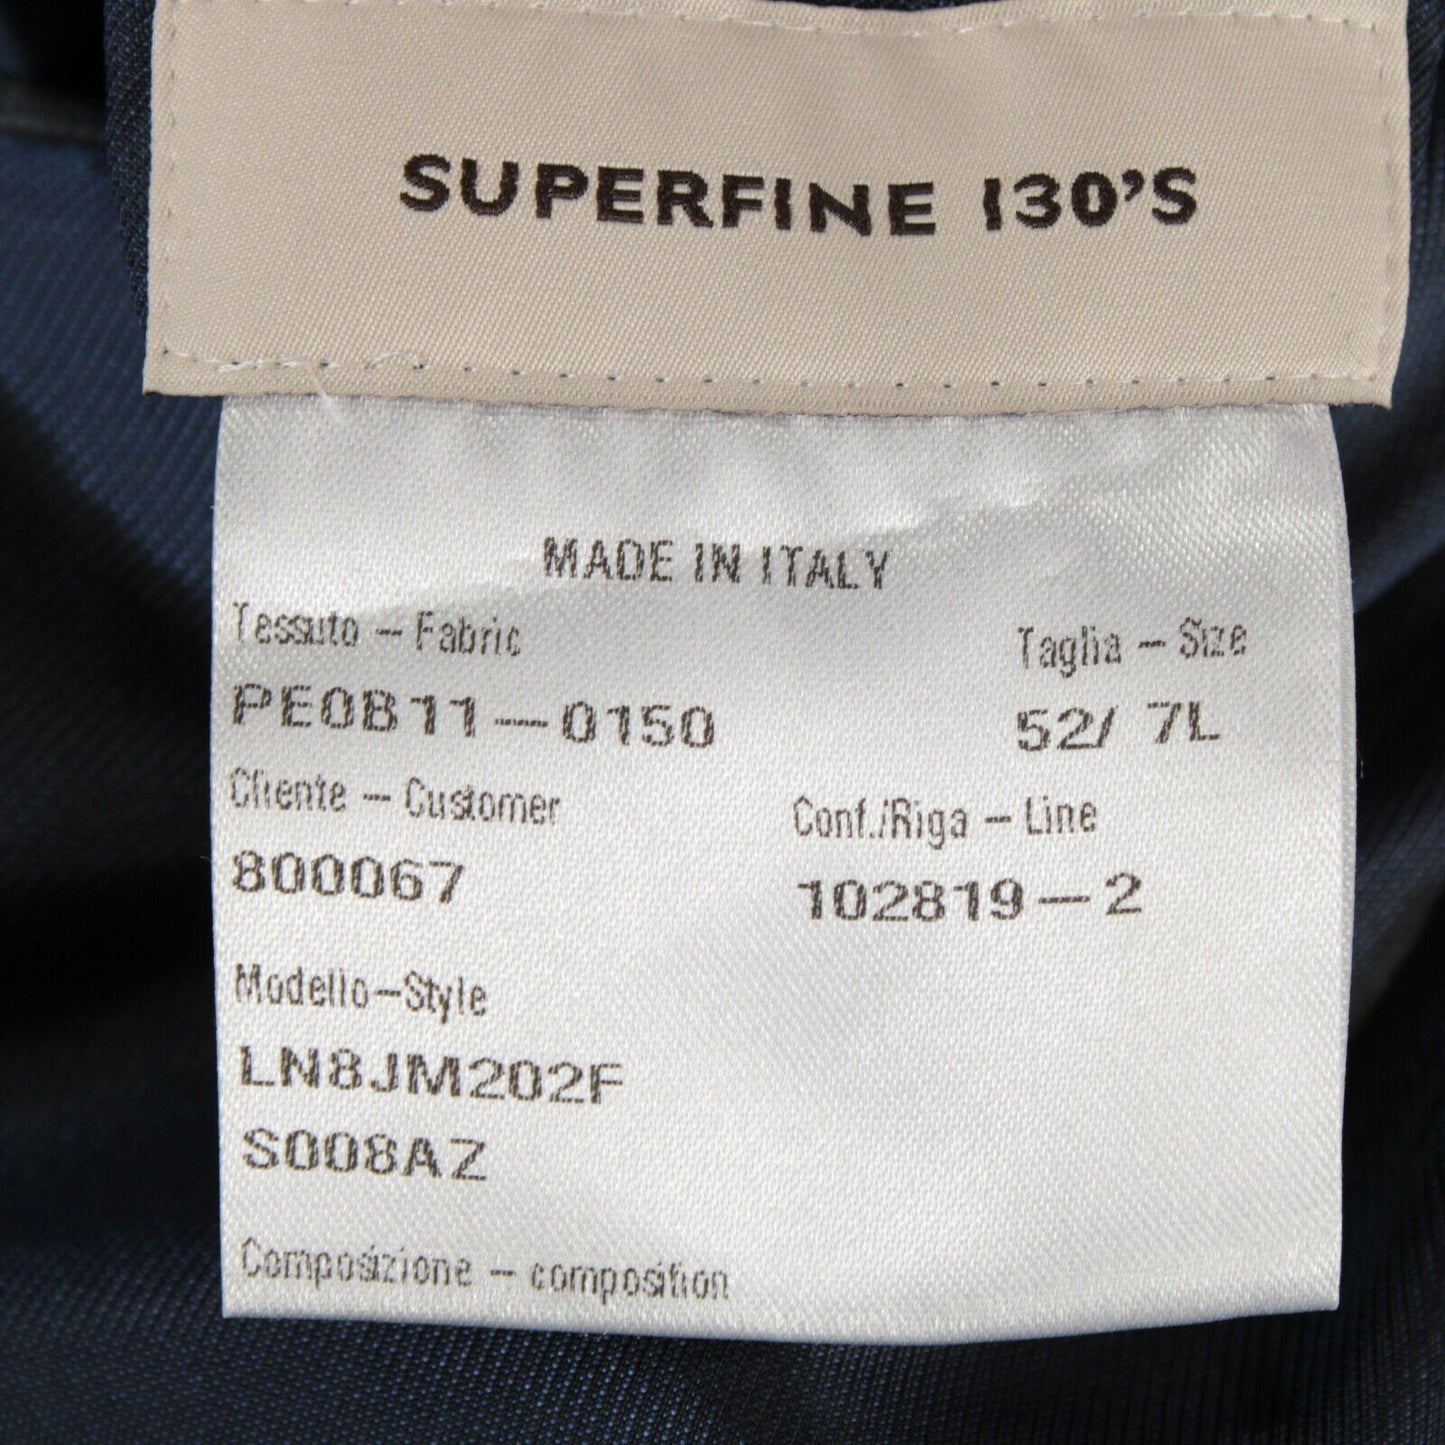 SUPERFINE 130'S
MADE IN ITALY
Tessuto - Fabric Taglia - Size
PE0B11-0150 52/ 7L
Cliente - Customer Conf./Riga - Line
800067 102819-2
Modello-Style
LN8JM202F
S008AZ
Composizione - composition